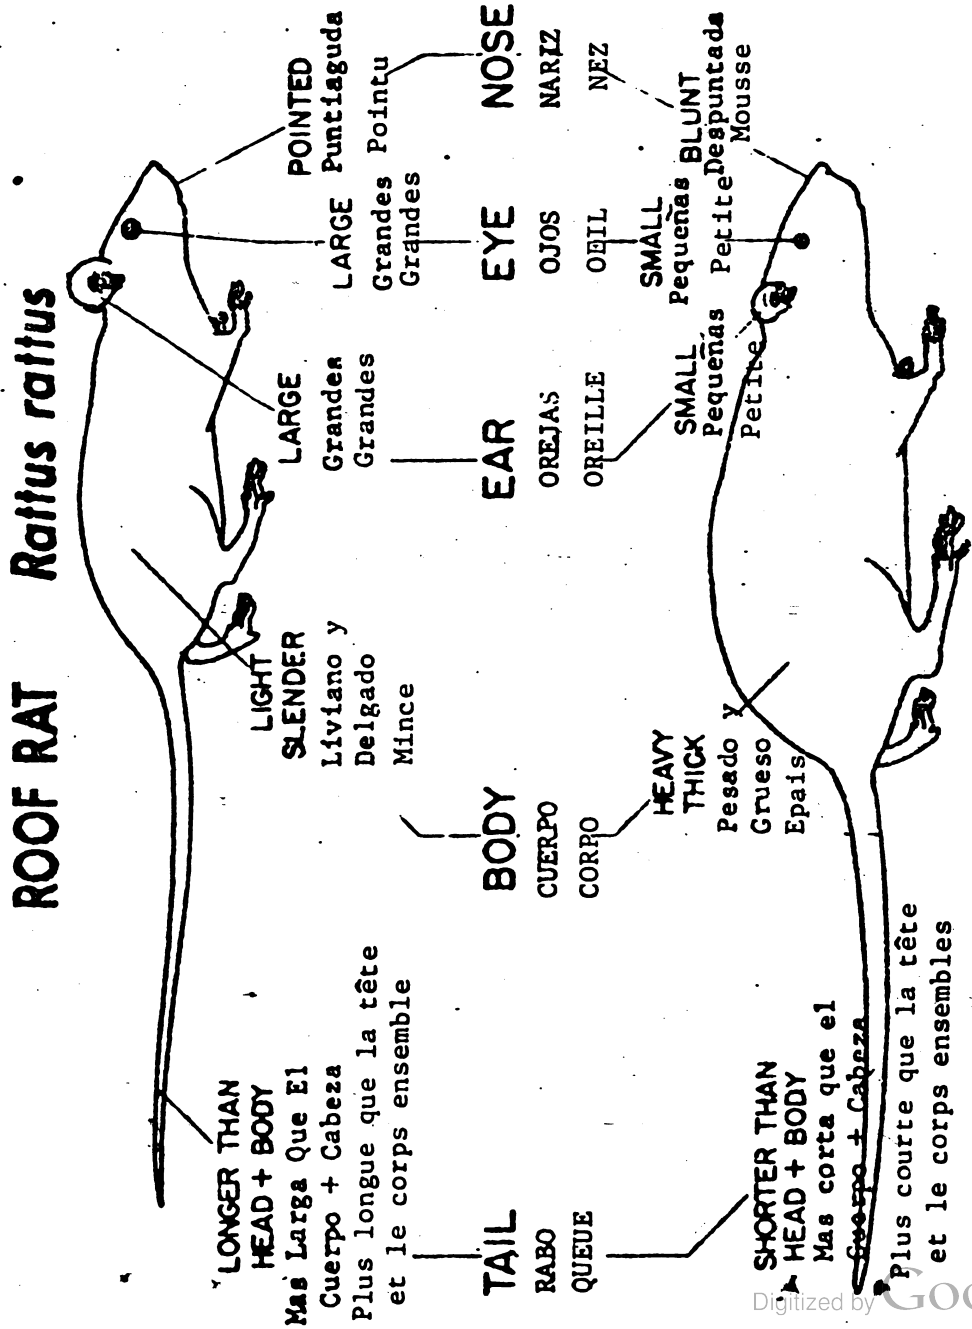 ROOF RAT Rattus rattus
LONGER THAN
HEAD + BODY
Mas Larga Que El
Cuerpo + Cabeza
Plus longue que la tête
et le corps ensemble
LIGHT
SLENDER
Liviano y
Delgado
Mince
LARGE
Grandes
Grandes
LARGE
Grandes
Grandes
POINTED
Puntiaguda
Pointu
TAIL
RABO
QUEUE
BODY
CUERPO
CORPO
EAR
OREJAS
OREILLE
EYE
OJOS
OEIL
NOSE
NARIZ
NEZ
SHORTER THAN
HEAD + BODY
Mas corta que el
Cuerpo + Cabeza
Plus courte que la tête
et le corps ensembles
HEAVY
THICK
Pesado y
Grueso
Epais
SMALL
Pequeñas
Petite
SMALL
Pequeñas
Petite
BLUNT
Despuntada
Mousse
Digitized by Goo